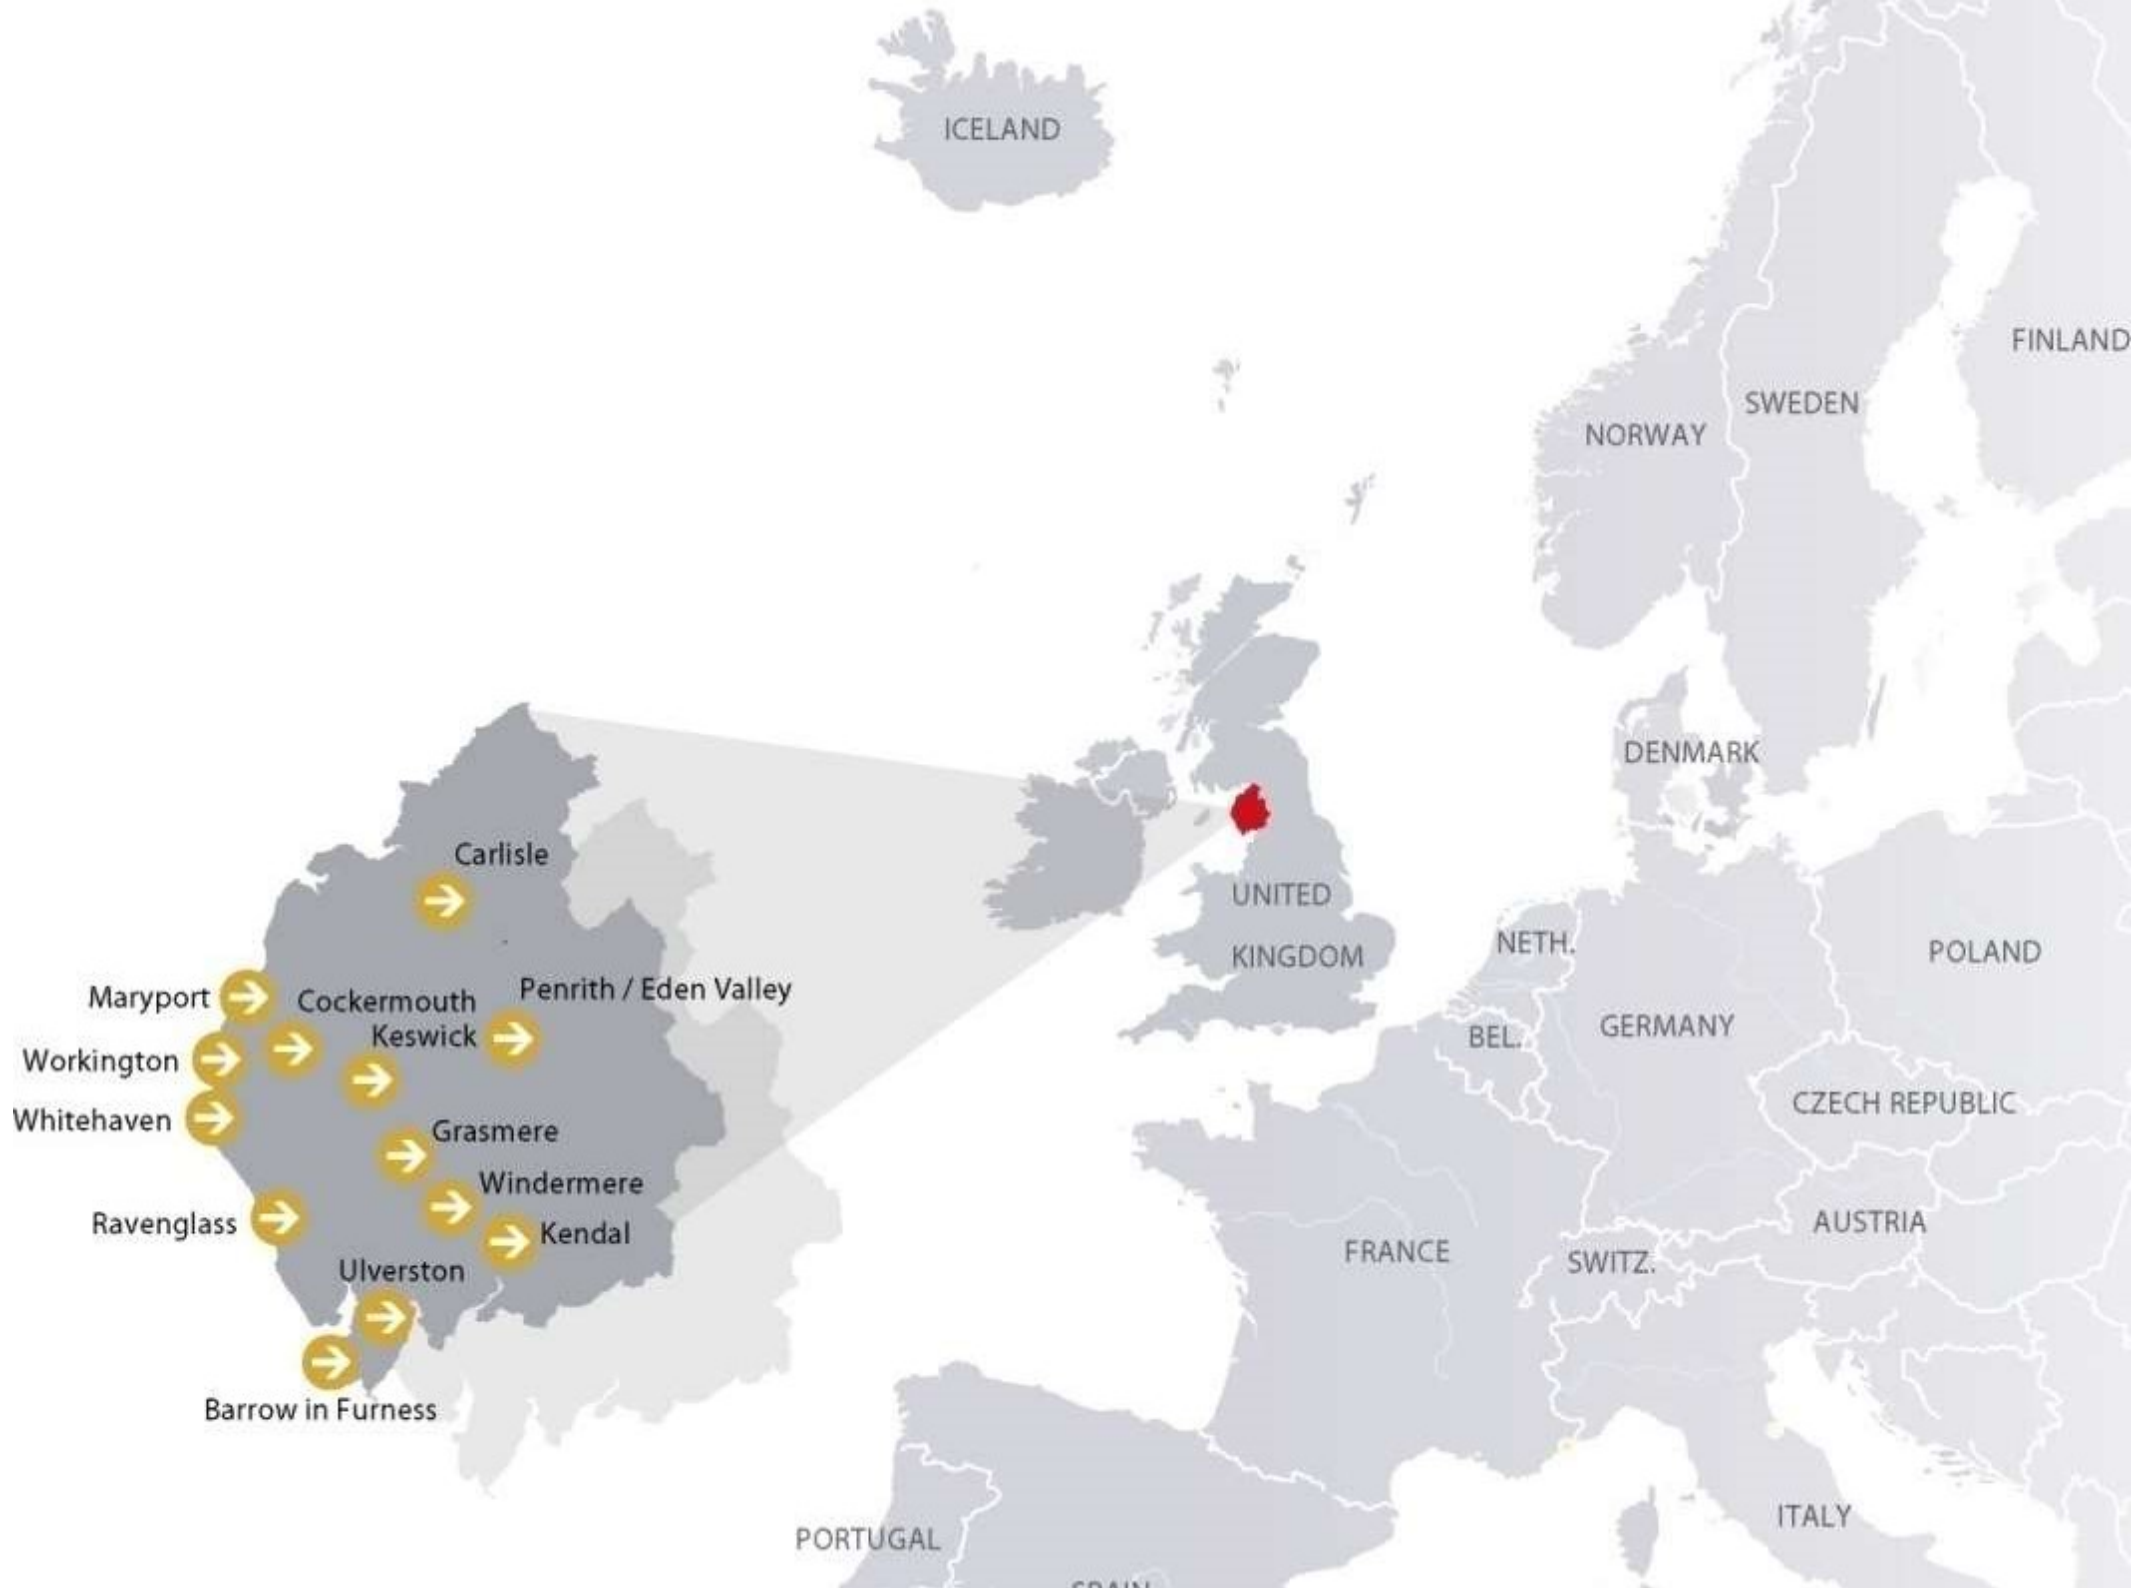 ICELAND
FINLAND
SWEDEN
NORWAY
DENMARK
Carlisle
UNITED
KINGDOM
NETH.
POLAND
Penrith / Eden Valley
Maryport
Cockermouth
Keswick
GERMANY
BEL.
Workington
CZECH REPUBLIC
Whitehaven
Grasmere
Windermere
Ravenglass
Kendal
AUSTRIA
FRANCE
SWITZ.
Ulverston
Barrow in Furness
ITALY
PORTUGAL
SPAIN